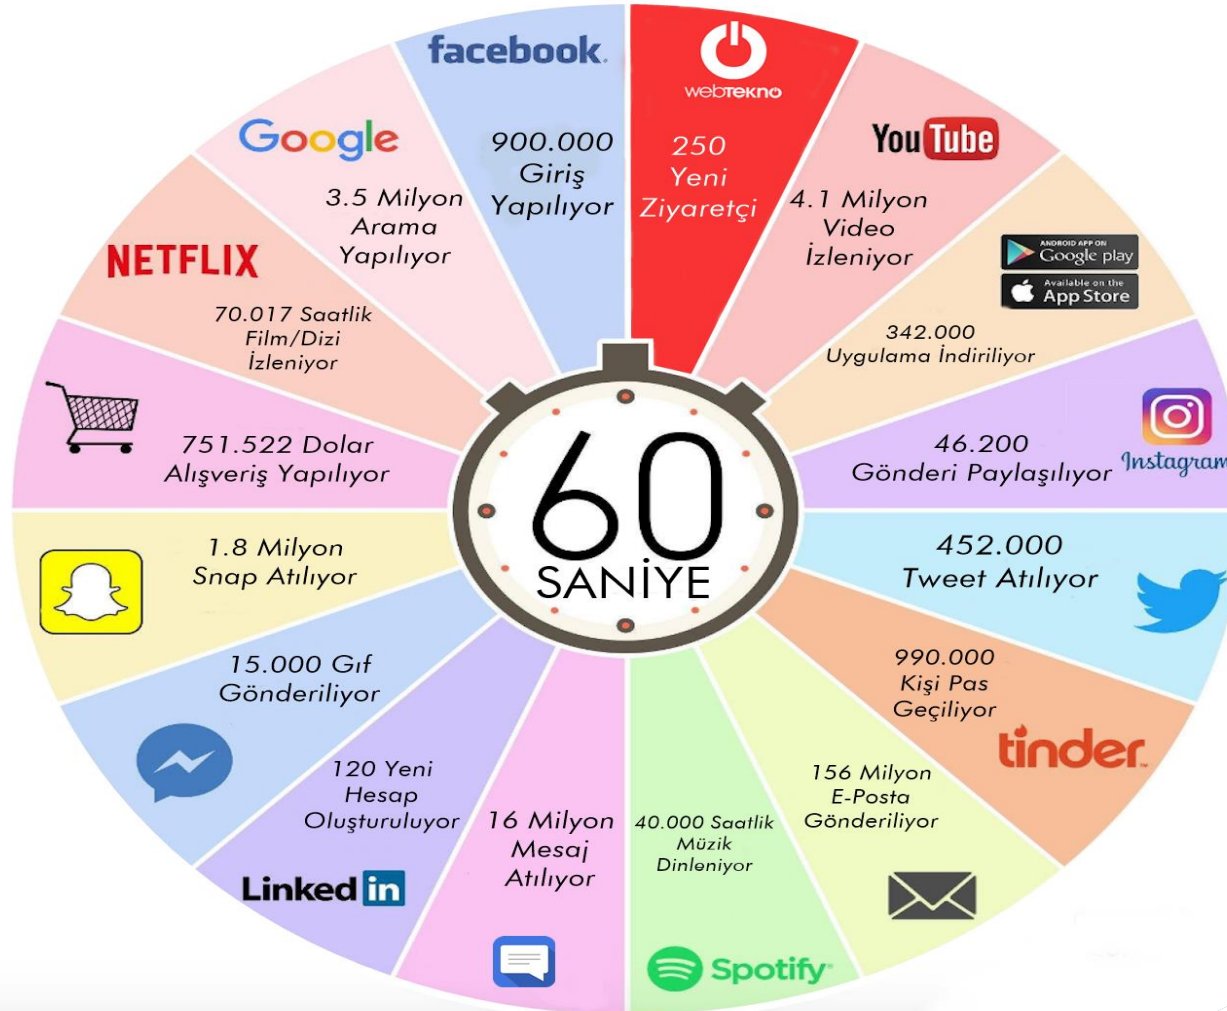 facebook.
900.000
Giriş
Yapılıyor
webтekno
250
Yeni
Ziyaretçi
YouTube
4.1 Milyon
Video
İzleniyor
ANDROID APP ON
Google play
Available on the
App Store
342.000
Uygulama İndiriliyor
Instagram
46.200
Gönderi Paylaşılıyor
452.000
Tweet Atılıyor
990.000
Kişi Pas
Geçiliyor
tinder™
156 Milyon
E-Posta
Gönderiliyor
40.000 Saatlik
Müzik
Dinleniyor
Spotify®
16 Milyon
Mesaj
Atılıyor
120 Yeni
Hesap
Oluşturuluyor
Linked in
15.000 Gıf
Gönderiliyor
1.8 Milyon
Snap Atılıyor
751.522 Dolar
Alışveriş Yapılıyor
NETFLIX
70.017 Saatlik
Film/Dizi
İzleniyor
Google
3.5 Milyon
Arama
Yapılıyor
60
SANİYE